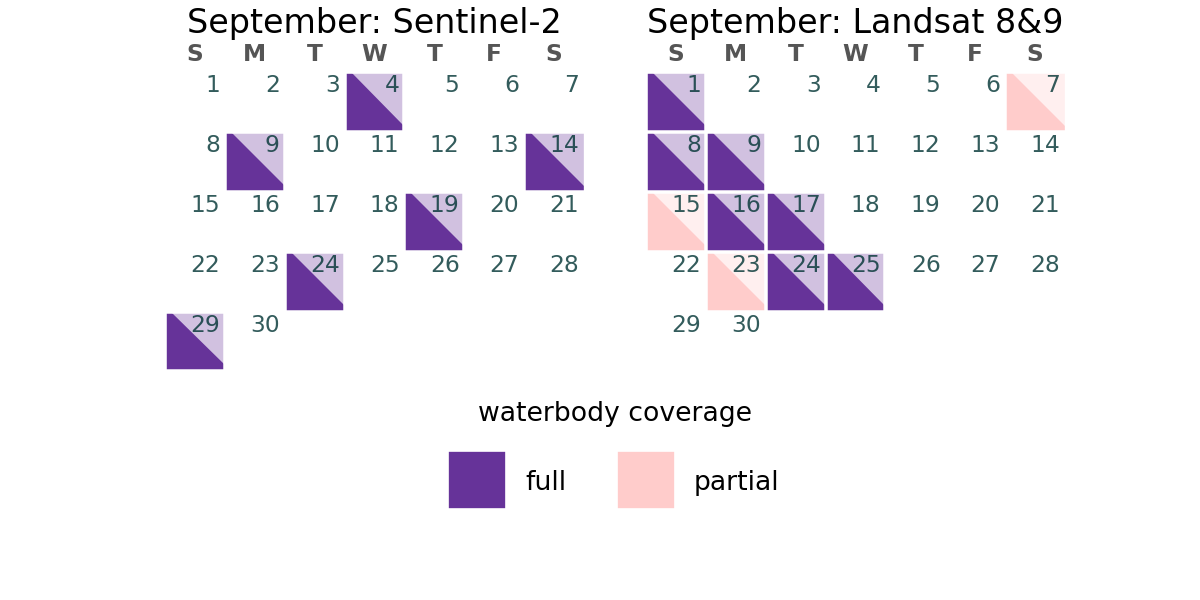 September: Sentinel-2
S M T W T F S
1 2 3 4 5 6 7
8 9 10 11 12 13 14
15 16 17 18 19 20 21
22 23 24 25 26 27 28
29 30
September: Landsat 8&9
S M T W T F S
1 2 3 4 5 6 7
8 9 10 11 12 13 14
15 16 17 18 19 20 21
22 23 24 25 26 27 28
29 30
waterbody coverage
full partial